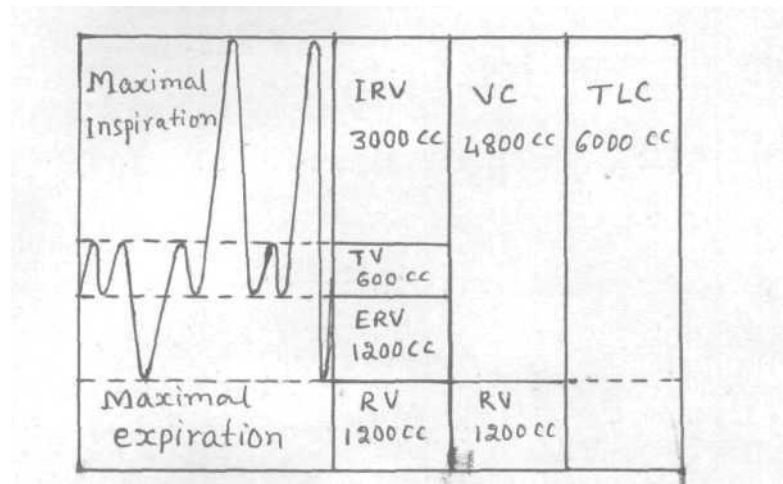 Maximal
Inspiration
IRV
3000 CC
VC
4800 CC
TLC
6000 CC
TV
600 CC
ERV
1200 CC
Maximal
expiration
RV
1200 CC
RV
1200 CC